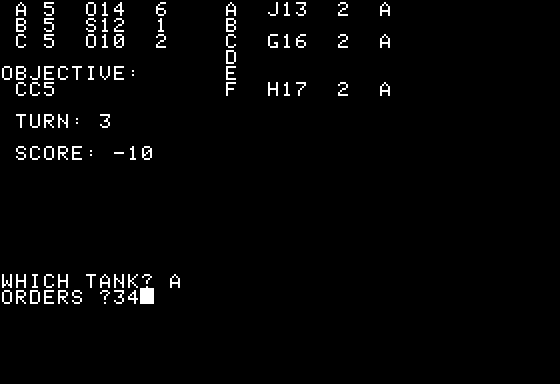 A 5  O14  6    A  J13  2  A
B 5  S12  1    B
C 5  O10  2    C  G16  2  A
D
OBJECTIVE:     E
CC5            F  H17  2  A
TURN: 3
SCORE: -10
WHICH TANK? A
ORDERS ?34